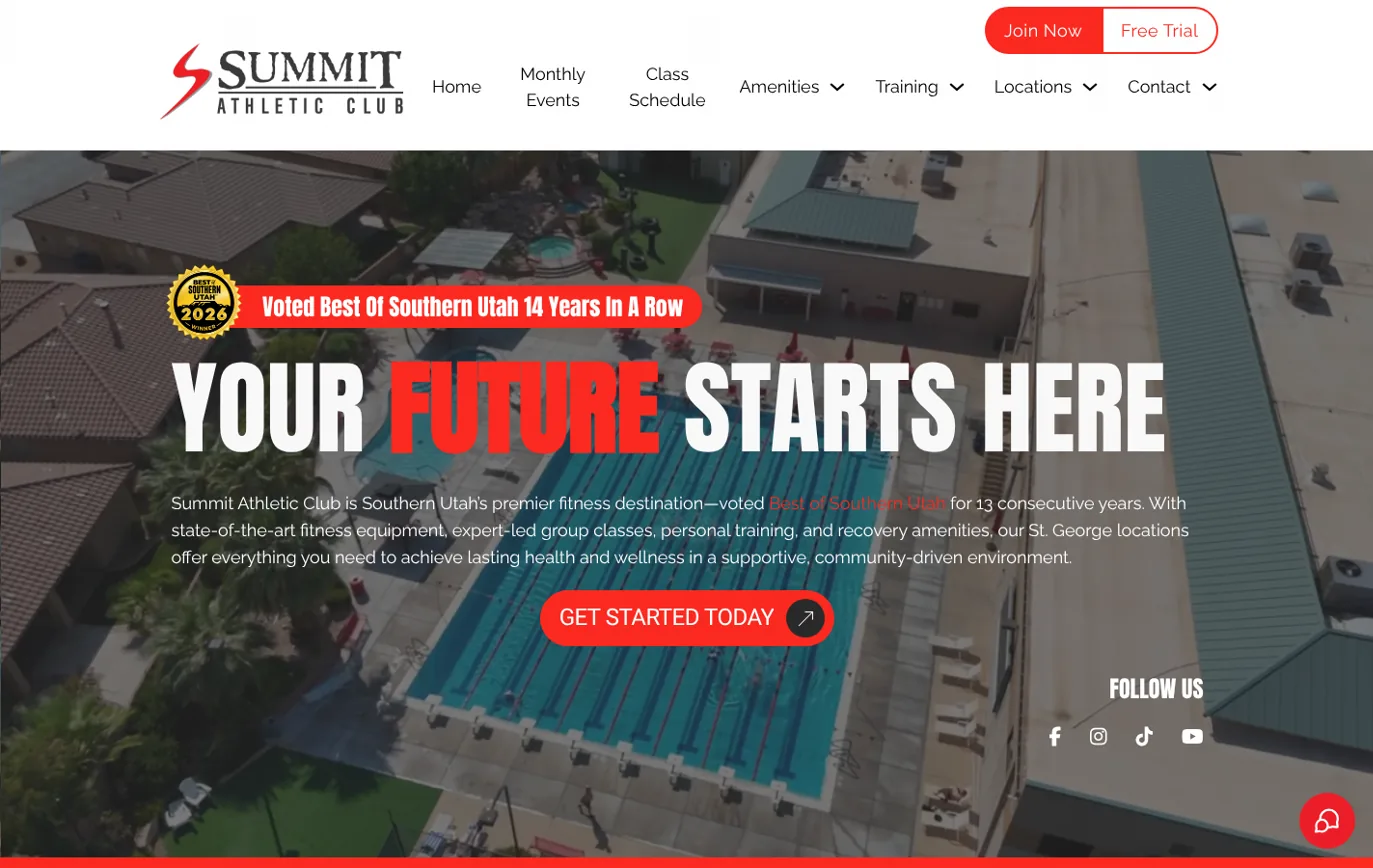 Join Now
Free Trial
SUMMIT
ATHLETIC CLUB
Home
Monthly
Events
Class
Schedule
Amenities
Training
Locations
Contact
BEST of
SOUTHERN
UTAH
2026
WINNER
Voted Best Of Southern Utah 14 Years In A Row
YOUR FUTURE STARTS HERE
Summit Athletic Club is Southern Utah's premier fitness destination—voted Best of Southern Utah for 13 consecutive years. With
state-of-the-art fitness equipment, expert-led group classes, personal training, and recovery amenities, our St. George locations
offer everything you need to achieve lasting health and wellness in a supportive, community-driven environment.
GET STARTED TODAY
FOLLOW US